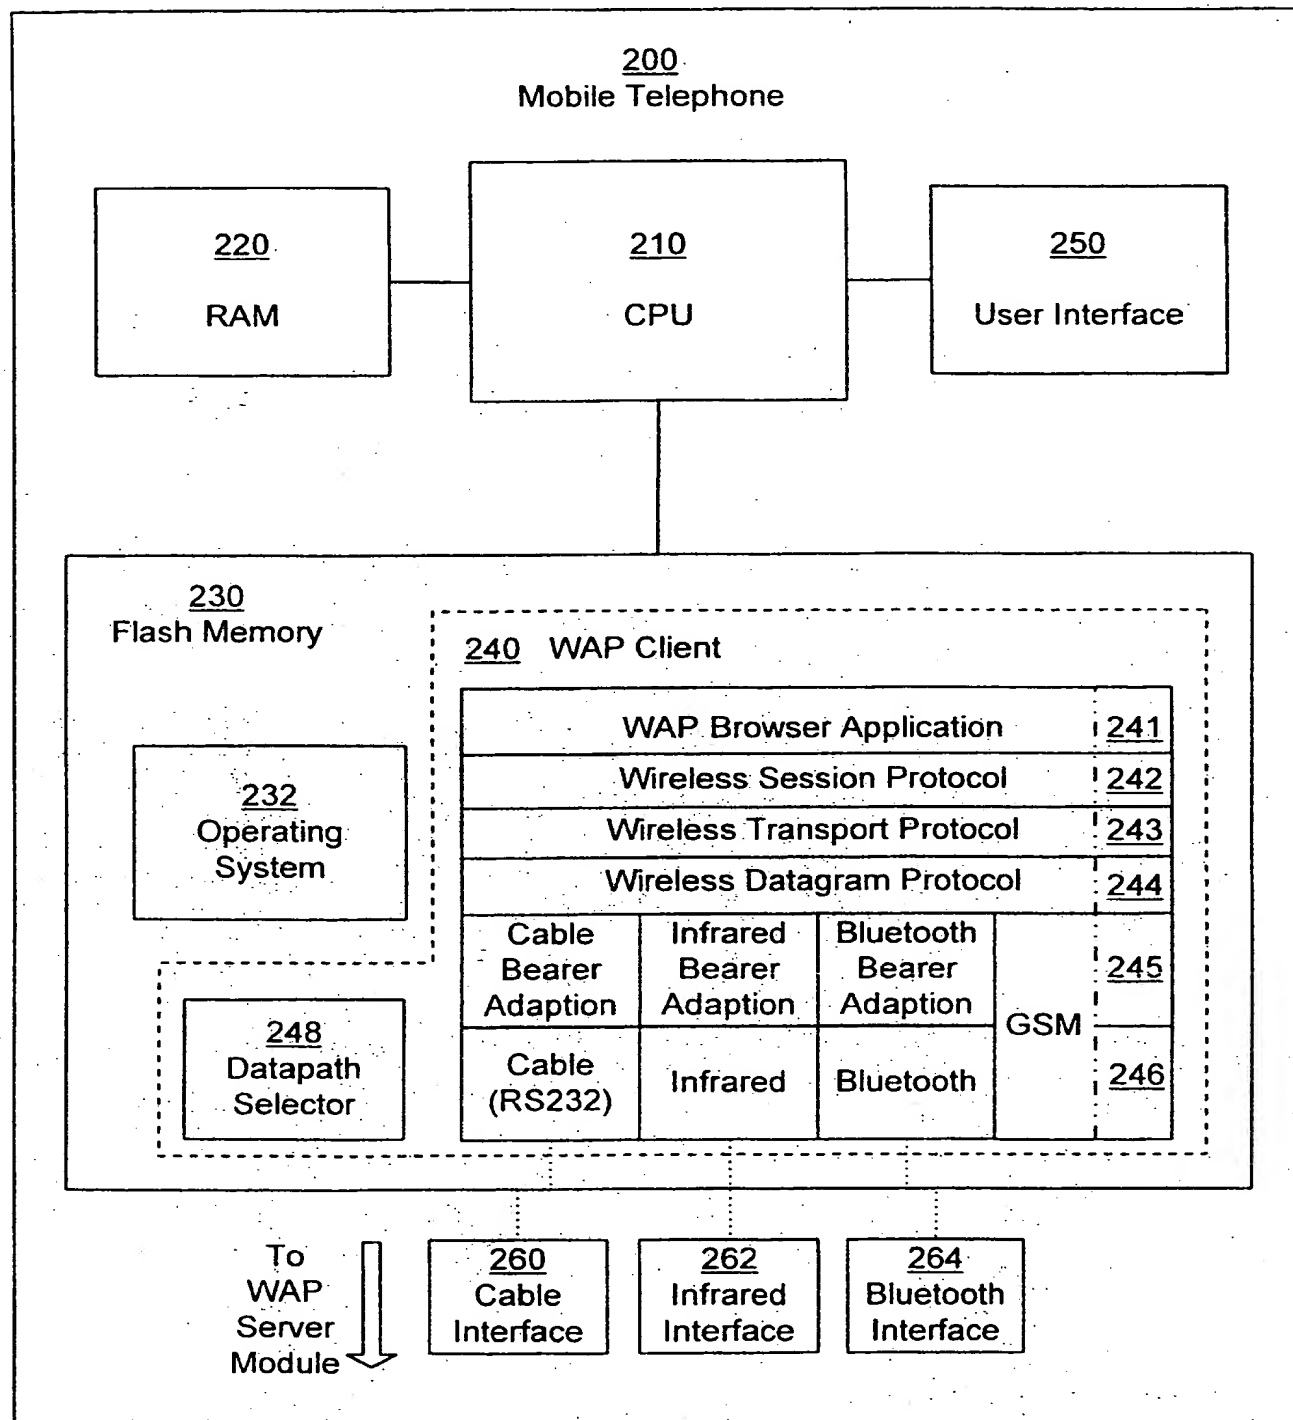 200
Mobile Telephone
220
RAM
210
CPU
250
User Interface
230
Flash Memory
240 WAP Client
WAP Browser Application 241
Wireless Session Protocol 242
Wireless Transport Protocol 243
Wireless Datagram Protocol 244
232
Operating
System
Cable
Bearer
Adaption
Infrared
Bearer
Adaption
Bluetooth
Bearer
Adaption
GSM
245
248
Datapath
Selector
Cable
(RS232)
Infrared
Bluetooth
246
To
WAP
Server
Module
260
Cable
Interface
262
Infrared
Interface
264
Bluetooth
Interface